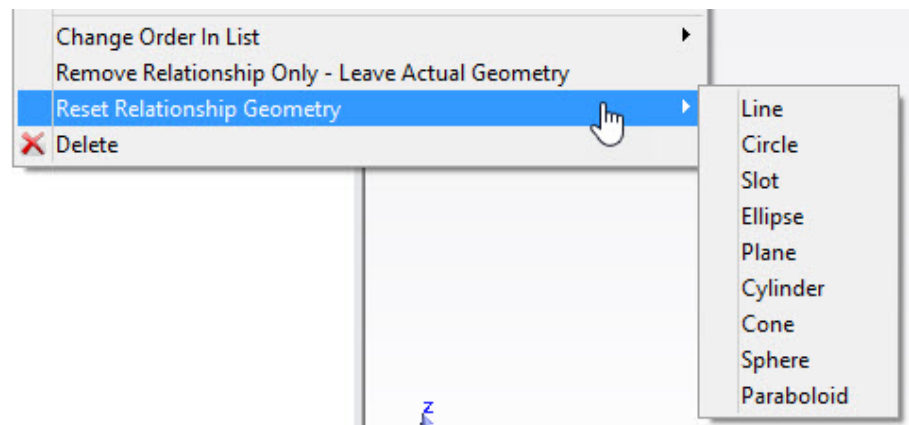 Change Order In List
Remove Relationship Only - Leave Actual Geometry
Reset Relationship Geometry
Delete
Line
Circle
Slot
Ellipse
Plane
Cylinder
Cone
Sphere
Paraboloid
z